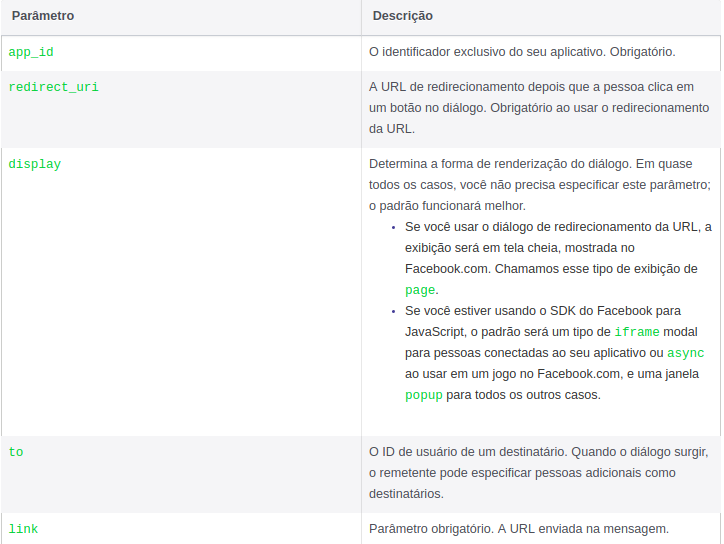 Parâmetro Descrição
app_id O identificador exclusivo do seu aplicativo. Obrigatório.
redirect_uri A URL de redirecionamento depois que a pessoa clica em
um botão no diálogo. Obrigatório ao usar o redirecionamento
da URL.
display Determina a forma de renderização do diálogo. Em quase
todos os casos, você não precisa especificar este parâmetro;
o padrão funcionará melhor.
• Se você usar o diálogo de redirecionamento da URL, a
exibição será em tela cheia, mostrada no
Facebook.com. Chamamos esse tipo de exibição de
page.
• Se você estiver usando o SDK do Facebook para
JavaScript, o padrão será um tipo de iframe modal
para pessoas conectadas ao seu aplicativo ou async
ao usar em um jogo no Facebook.com, e uma janela
popup para todos os outros casos.
to O ID de usuário de um destinatário. Quando o diálogo surgir,
o remetente pode especificar pessoas adicionais como
destinatários.
link Parâmetro obrigatório. A URL enviada na mensagem.